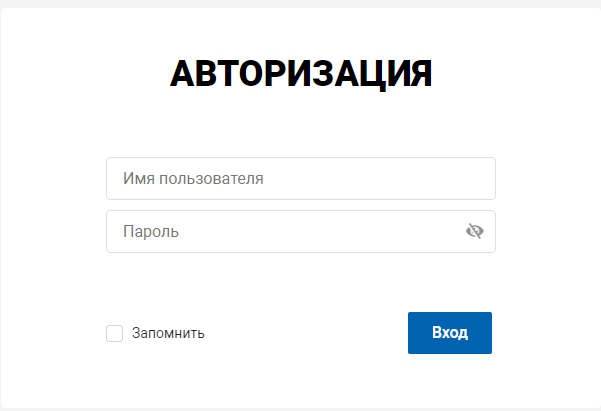 АВТОРИЗАЦИЯ
Имя пользователя
Пароль
Запомнить
Вход